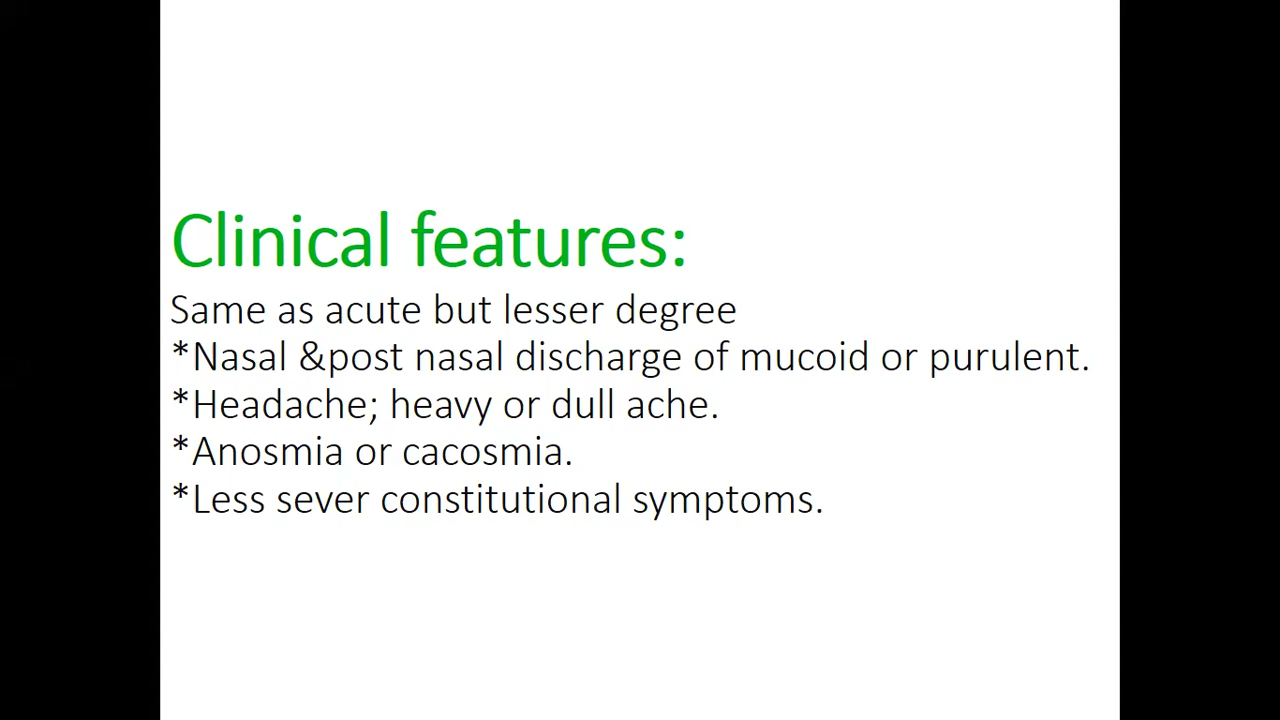 Clinical features:
Same as acute but lesser degree
*Nasal &post nasal discharge of mucoid or purulent.
*Headache; heavy or dull ache.
*Anosmia or cacosmia.
*Less sever constitutional symptoms.